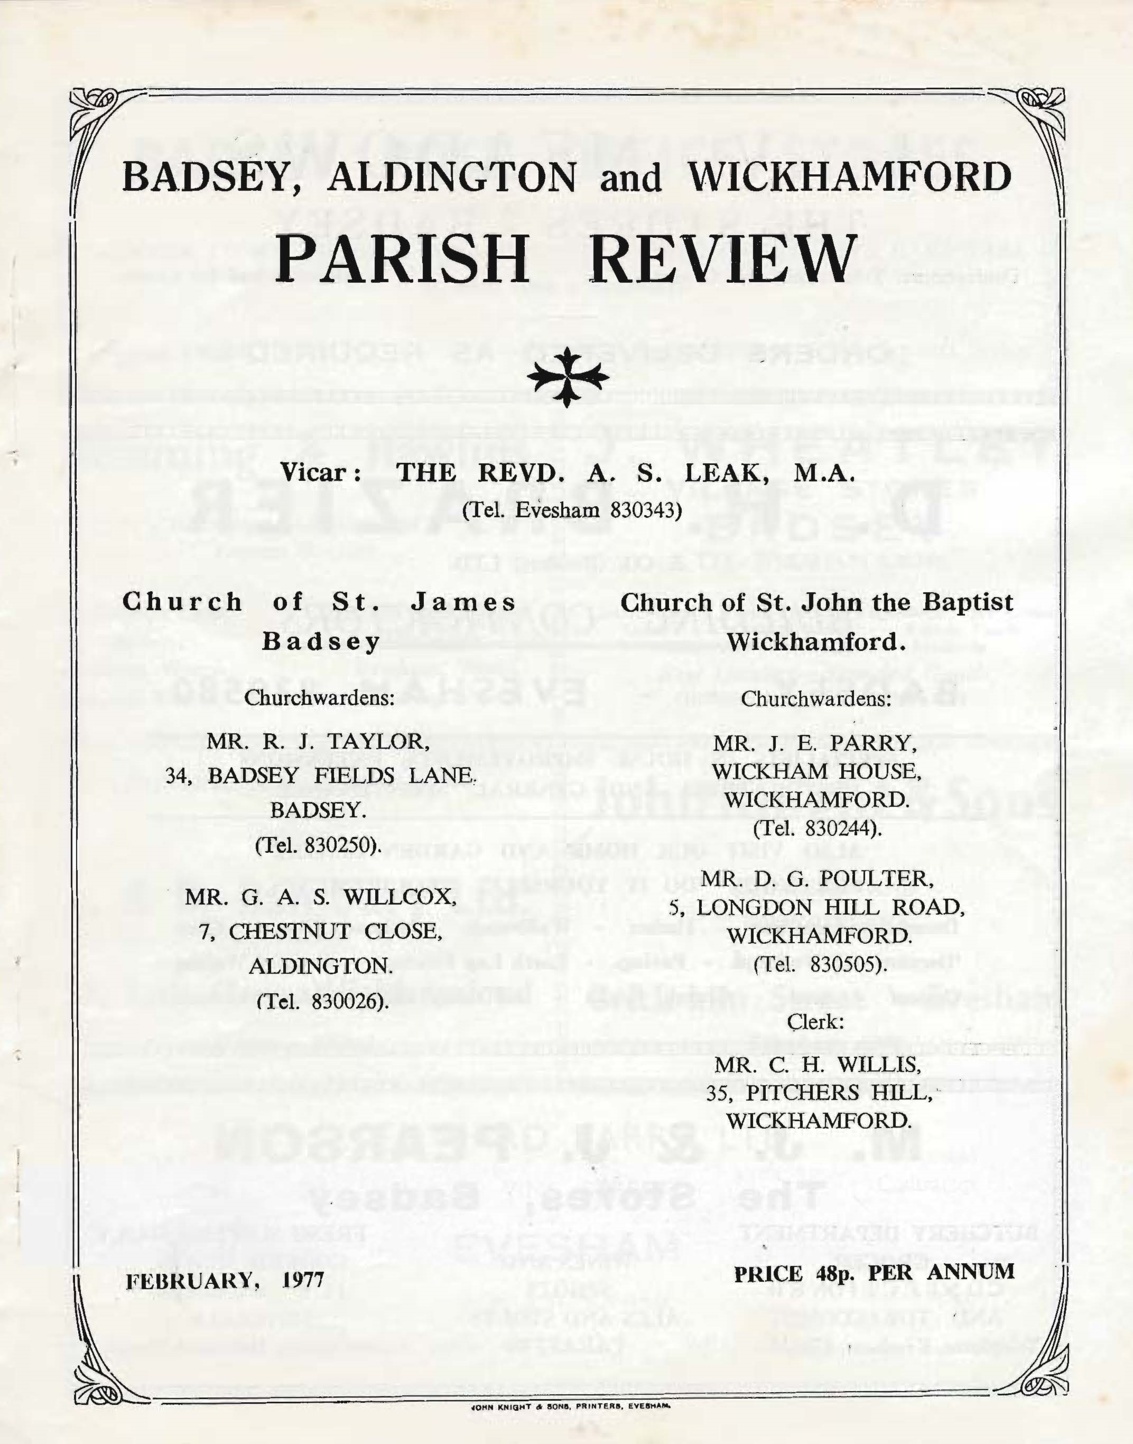 BADSEY, ALDINGTON and WICKHAMFORD
PARISH REVIEW
Vicar: THE REVD. A. S. LEAK, M.A.
(Tel. Evesham 830343)
Church of St. James
Badsey
Churchwardens:
MR. R. J. TAYLOR,
34, BADSEY FIELDS LANE.
BADSEY.
(Tel. 830250).
MR. G. A. S. WILLCOX,
7, CHESTNUT CLOSE,
ALDINGTON.
(Tel. 830026).
Church of St. John the Baptist
Wickhamford.
Churchwardens:
MR. J. E. PARRY,
WICKHAM HOUSE,
WICKHAMFORD.
(Tel. 830244).
MR. D. G. POULTER,
5, LONGDON HILL ROAD,
WICKHAMFORD.
(Tel. 830505).
Clerk:
MR. C. H. WILLIS,
35, PITCHERS HILL,
WICKHAMFORD.
FEBRUARY, 1977
PRICE 48p. PER ANNUM
JOHN KNIGHT & SONS, PRINTERS, EVESHAM.